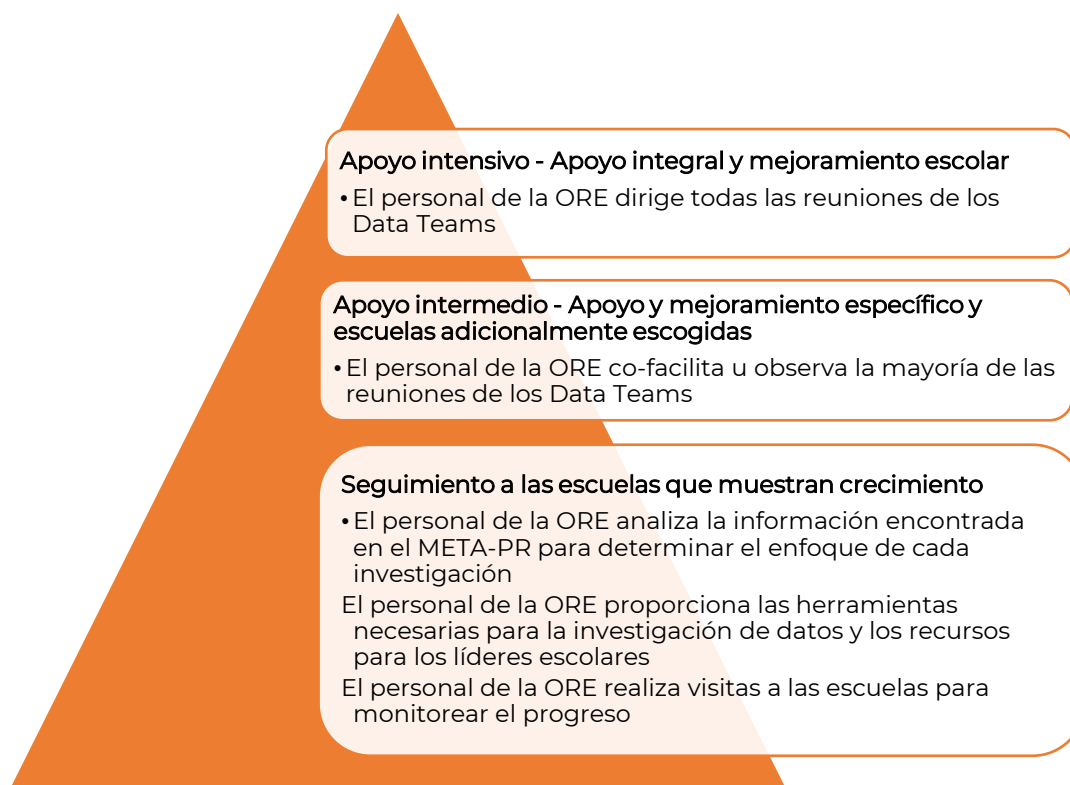 Apoyo intensivo - Apoyo integral y mejoramiento escolar
• El personal de la ORE dirige todas las reuniones de los
Data Teams
Apoyo intermedio - Apoyo y mejoramiento específico y
escuelas adicionalmente escogidas
• El personal de la ORE co-facilita u observa la mayoría de las
reuniones de los Data Teams
Seguimiento a las escuelas que muestran crecimiento
• El personal de la ORE analiza la información encontrada
en el META-PR para determinar el enfoque de cada
investigación
El personal de la ORE proporciona las herramientas
necesarias para la investigación de datos y los recursos
para los líderes escolares
El personal de la ORE realiza visitas a las escuelas para
monitorear el progreso